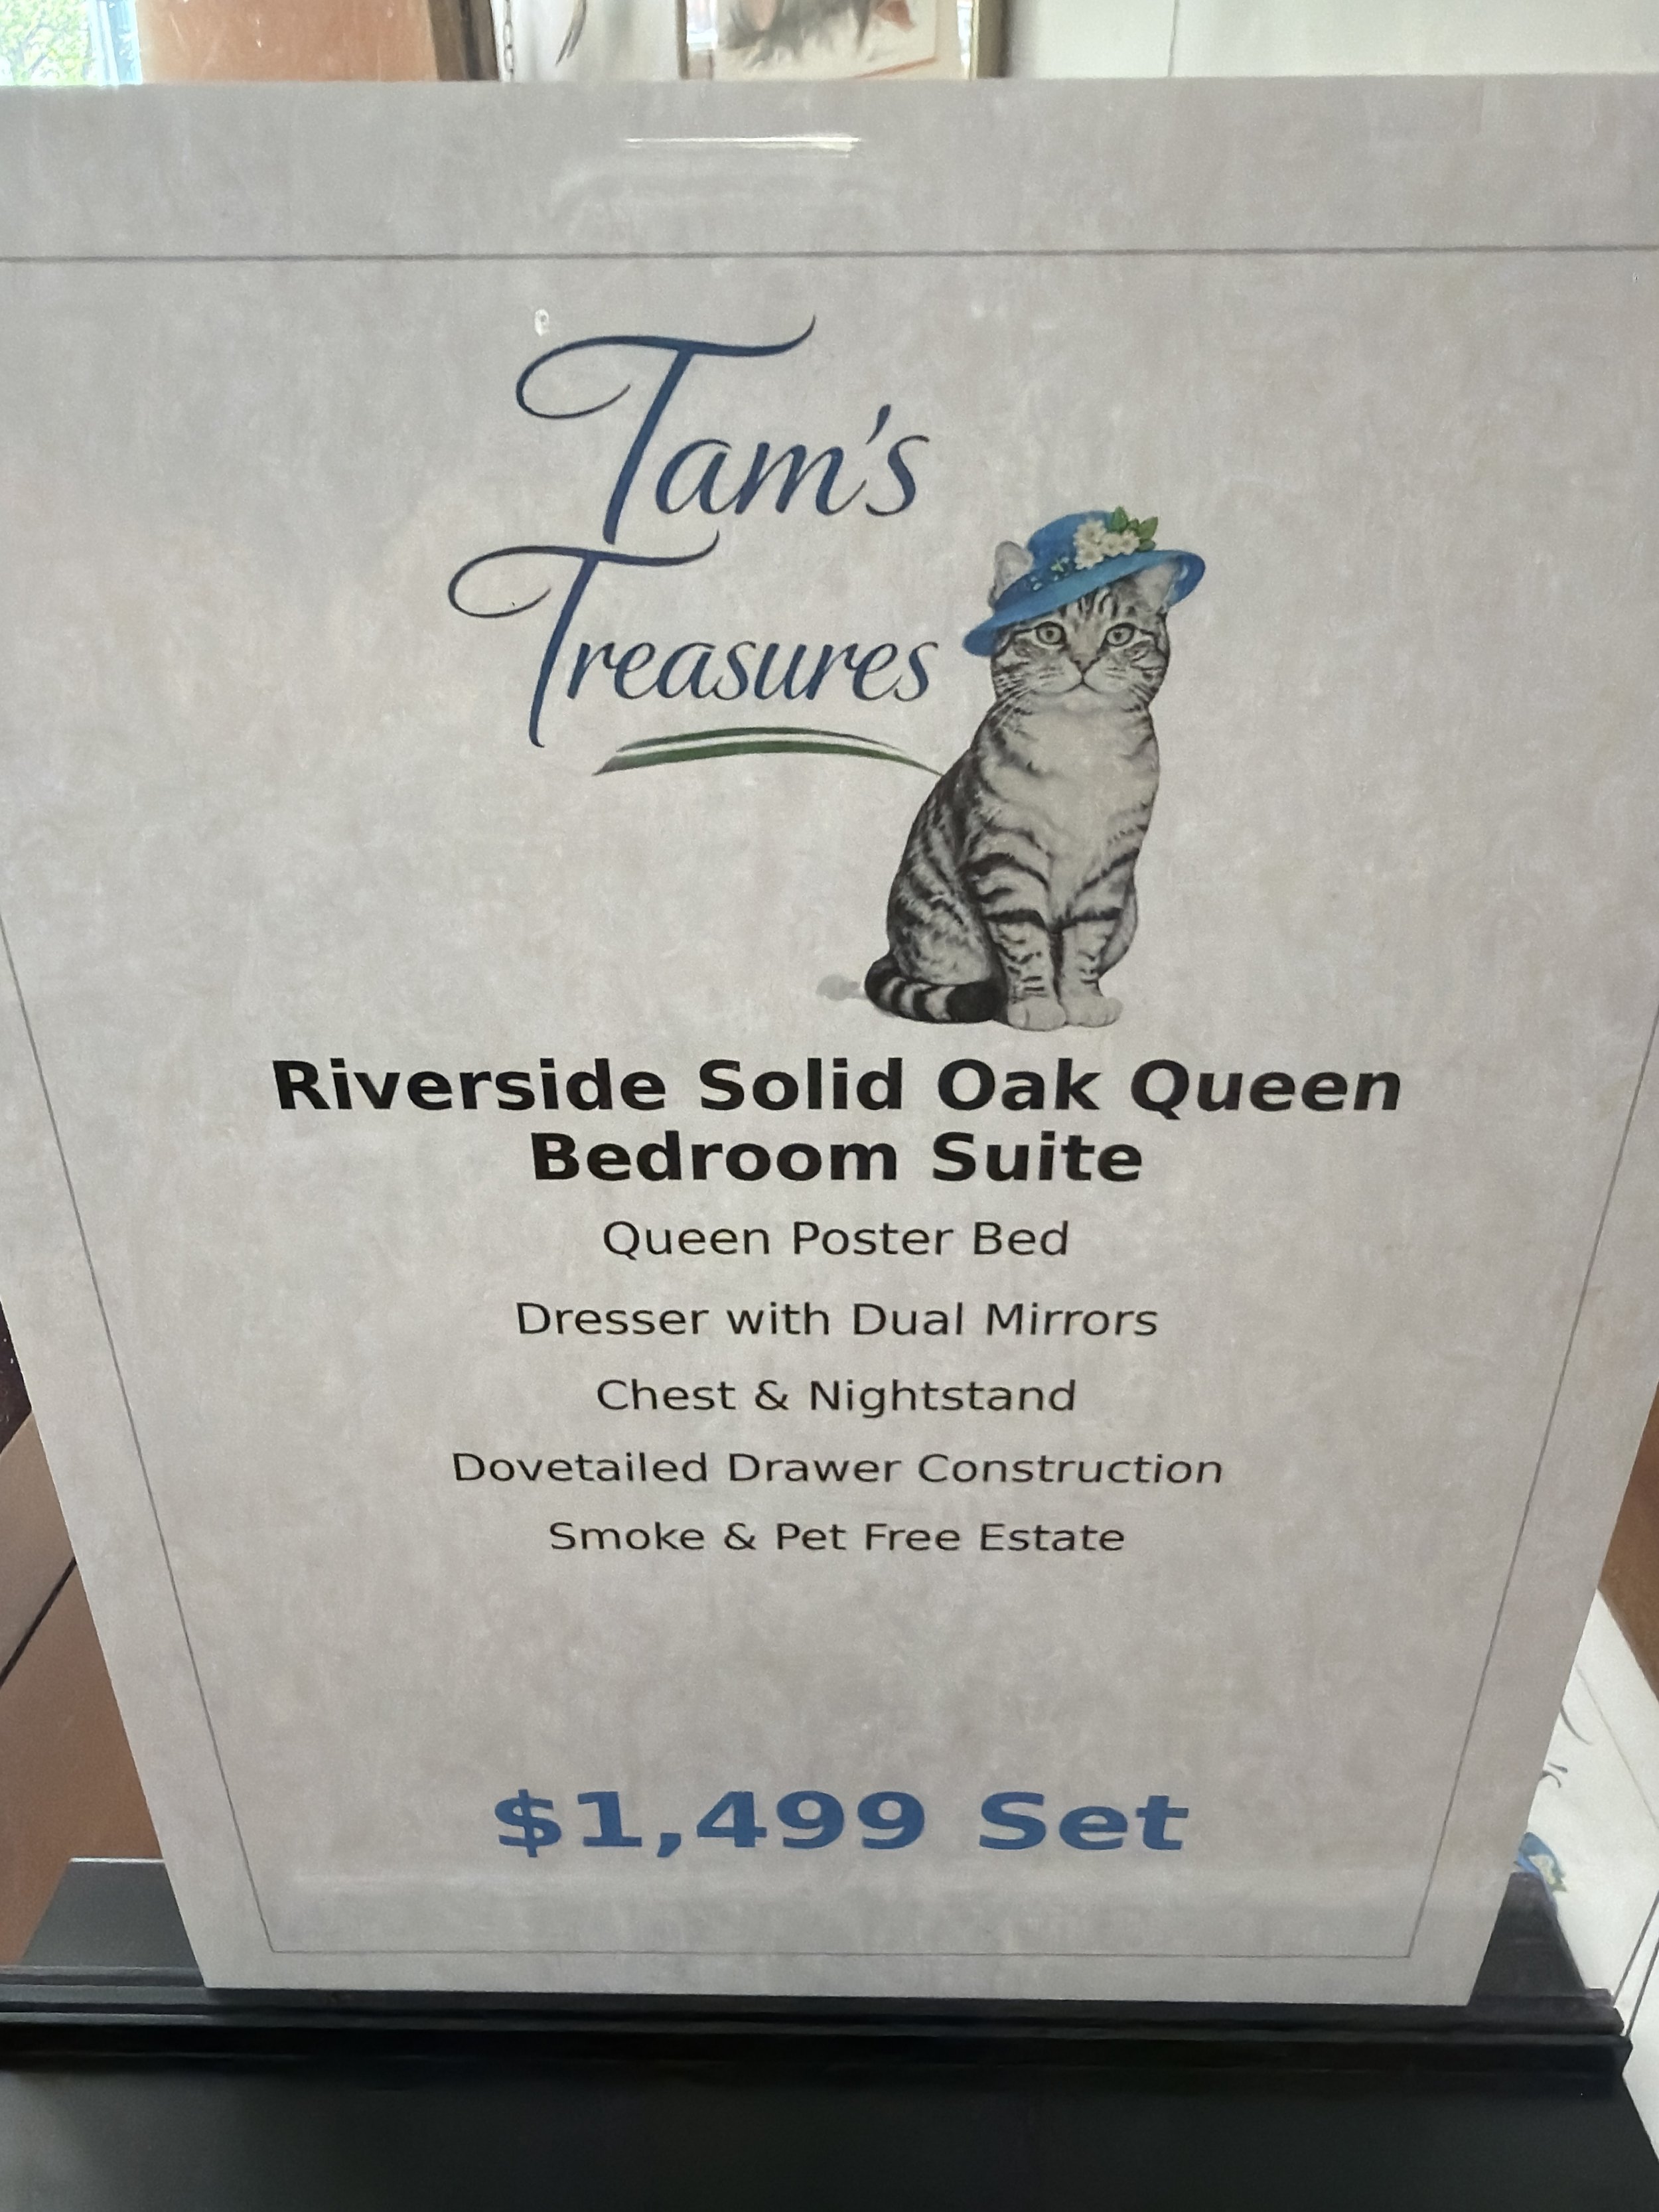 Tam's
Treasures
Riverside Solid Oak Queen
Bedroom Suite
Queen Poster Bed
Dresser with Dual Mirrors
Chest & Nightstand
Dovetailed Drawer Construction
Smoke & Pet Free Estate
$1,499 Set